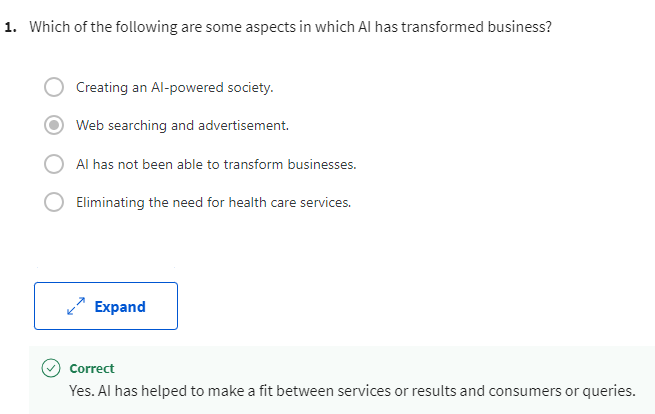 1. Which of the following are some aspects in which AI has transformed business?
Creating an AI-powered society.
Web searching and advertisement.
AI has not been able to transform businesses.
Eliminating the need for health care services.
Expand
Correct
Yes. AI has helped to make a fit between services or results and consumers or queries.